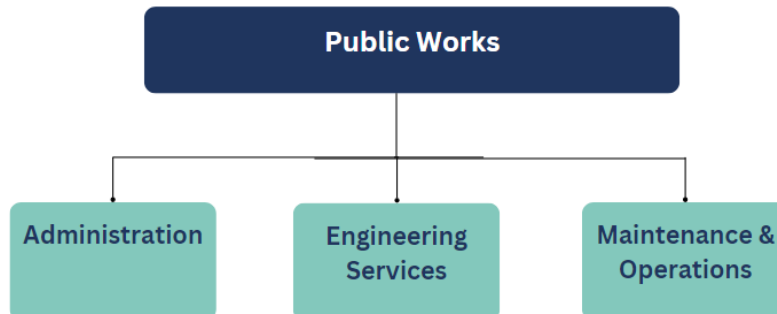 Public Works
Administration
Engineering
Services
Maintenance &
Operations